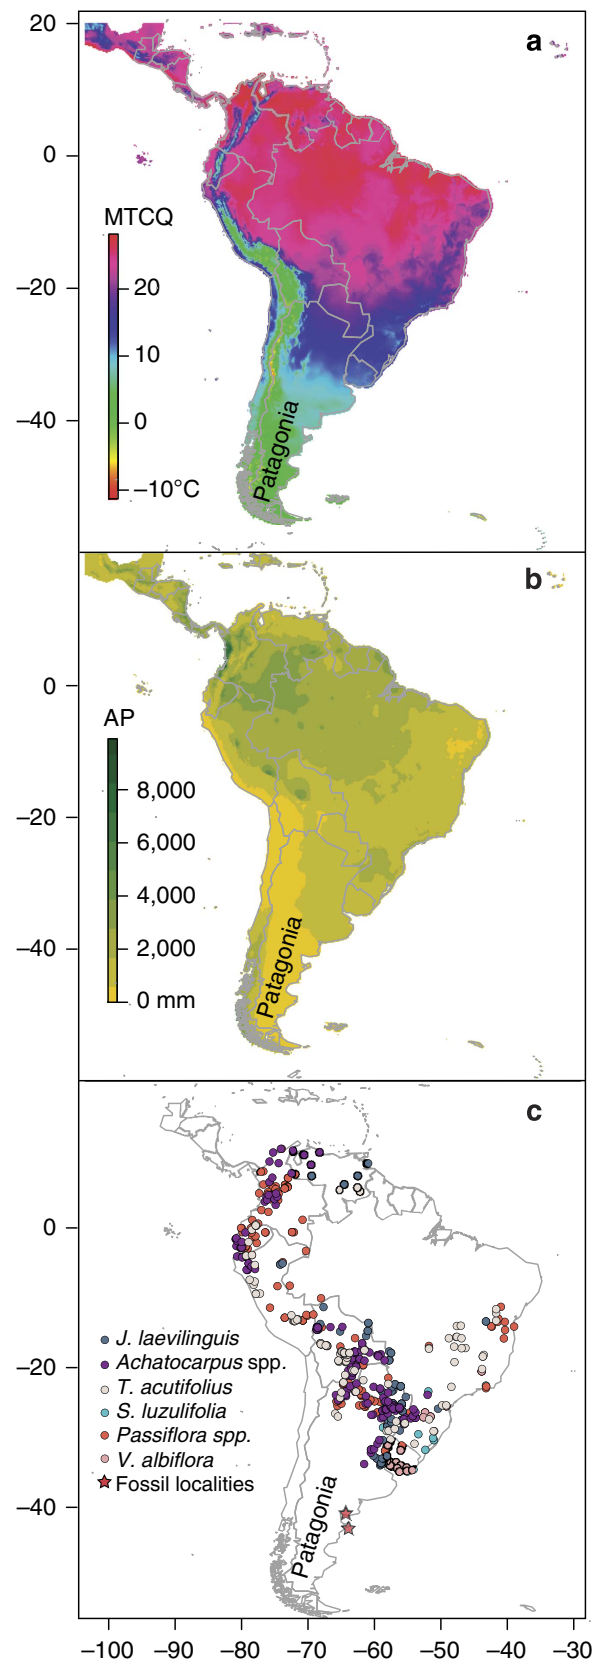 20
a
0
MTCQ
20
–20
10
0
–40
–10°C
Patagonia
b
0
AP
8,000
–20
6,000
4,000
2,000
–40
0 mm
Patagonia
c
0
J. laevilinguis
–20
Achatocarpus spp.
T. acutifolius
S. luzulifolia
Passiflora spp.
V. albiflora
Fossil localities
–40
Patagonia
–100 –90 –80 –70 –60 –50 –40 –30